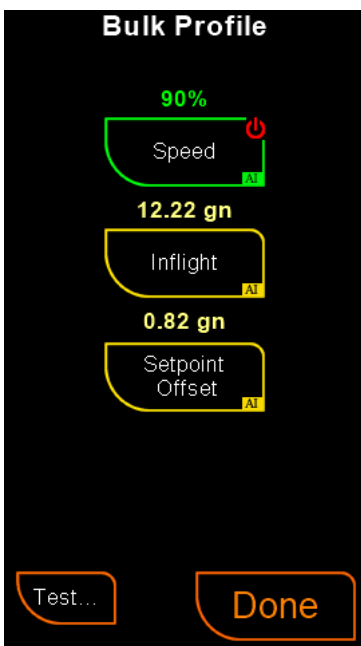 Bulk Profile
90%
Speed
AI
12.22 gn
Inflight
AI
0.82 gn
Setpoint
Offset
AI
Test...
Done